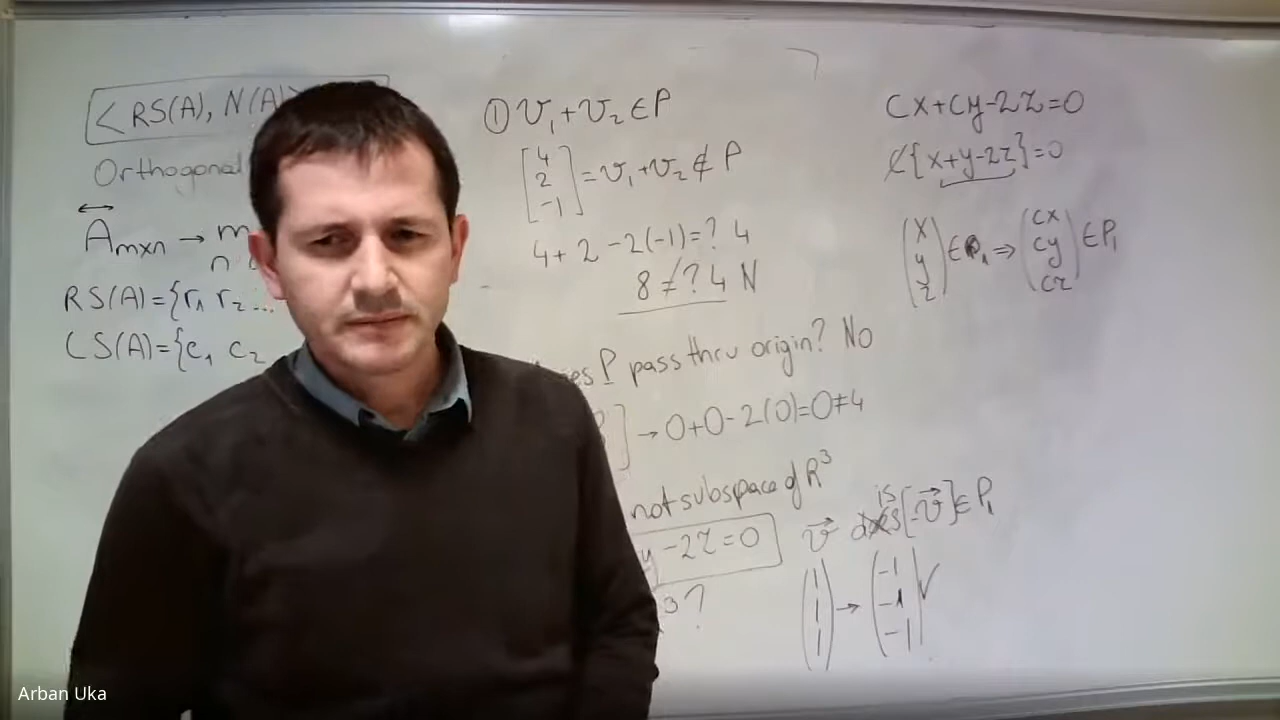 < RS(A), N(A)
Orthogonal
Amxn → m
n
RS(A)={r1 r2...
CS(A)={c1 c2
① v1+v2 ∈P
[4 2 -1] = v1+v2 ∉ P
4+2-2(-1)=? 4
8 ≠? 4 N
P pass thru origin? No
→ 0+0-2(0)=0≠4
not subspace of R³
y-2z=0
3?
Cx+Cy-2z=0
c{x+y-2z}=0
(x y z) ∈P1 ⇒ (cx cy cz) ∈P1
is
v→ does [-v→]∈P1
(1 1 1) → (-1 -1 -1) ✓
Arban Uka